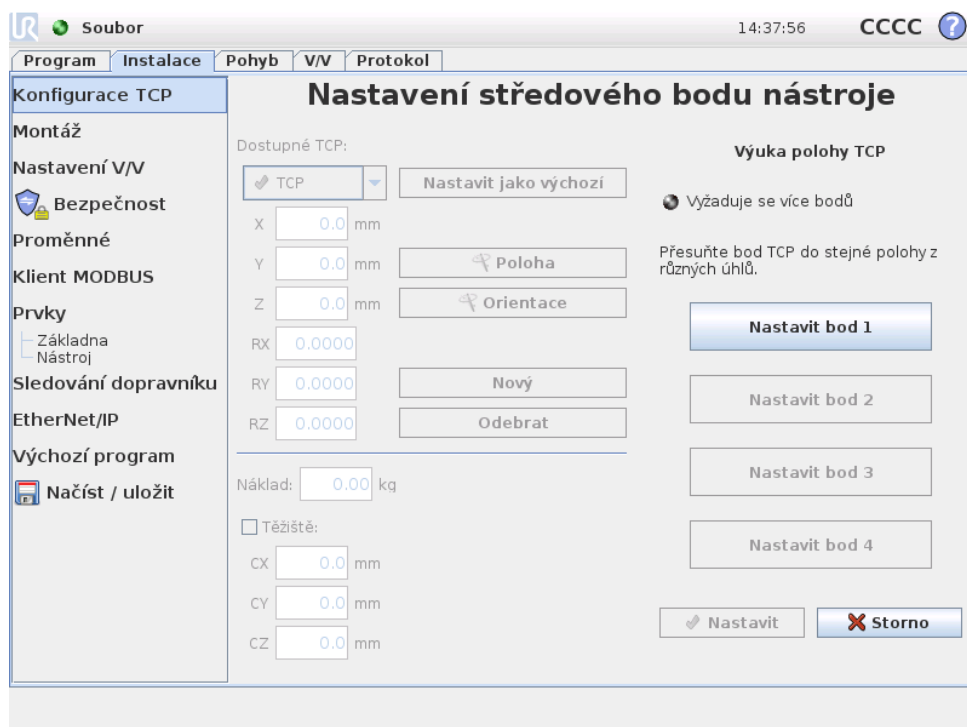 UR Soubor 14:37:56 CCCC ?
Program Instalace Pohyb V/V Protokol
Konfigurace TCP
Montáž
Nastavení V/V
Bezpečnost
Proměnné
Klient MODBUS
Prvky
Základna
Nástroj
Sledování dopravníku
EtherNet/IP
Výchozí program
Načíst / uložit
Nastavení středového bodu nástroje
Dostupné TCP:
TCP Nastavit jako výchozí
X 0.0 mm
Y 0.0 mm Poloha
Z 0.0 mm Orientace
RX 0.0000
RY 0.0000 Nový
RZ 0.0000 Odebrat
Náklad: 0.00 kg
Těžiště:
CX 0.0 mm
CY 0.0 mm
CZ 0.0 mm
Výuka polohy TCP
Vyžaduje se více bodů
Přesuňte bod TCP do stejné polohy z
různých úhlů.
Nastavit bod 1
Nastavit bod 2
Nastavit bod 3
Nastavit bod 4
Nastavit Storno